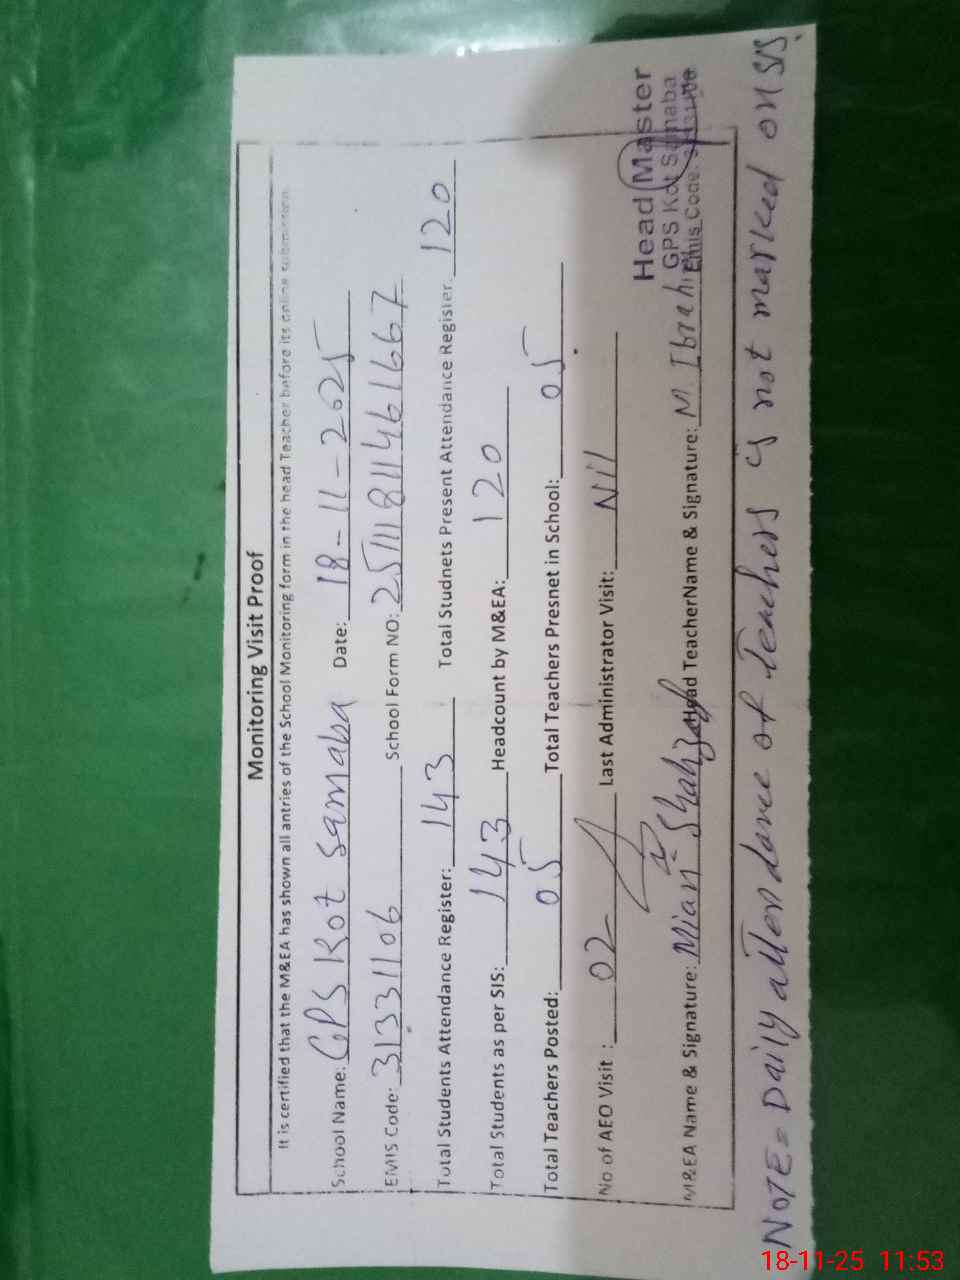 Monitoring Visit Proof
It is certified that the M&EA has shown all antries of the School Monitoring form in the head Teacher before its online submission
School Name: GPS Kot Samaba Date: 18-11-2025
EMIS Code: 31331106 School Form NO: 25111811461667
Total Students Attendance Register: 143 Total Studnets Present Attendance Register. 120
Total Students as per SIS: 143 Headcount by M&EA: 120
Total Teachers Posted: 05 Total Teachers Presnet in School: 05
No of AEO Visit : 02 Last Administrator Visit: Nil
M&EA Name & Signature: Mian Shahzad Head TeacherName & Signature: M. Ibrahim
Head Master
GPS Kot Samaba
Emis Code:
NOTE= Daily attendance of Teachers is not marked on SIS.
18-11-25 11:53